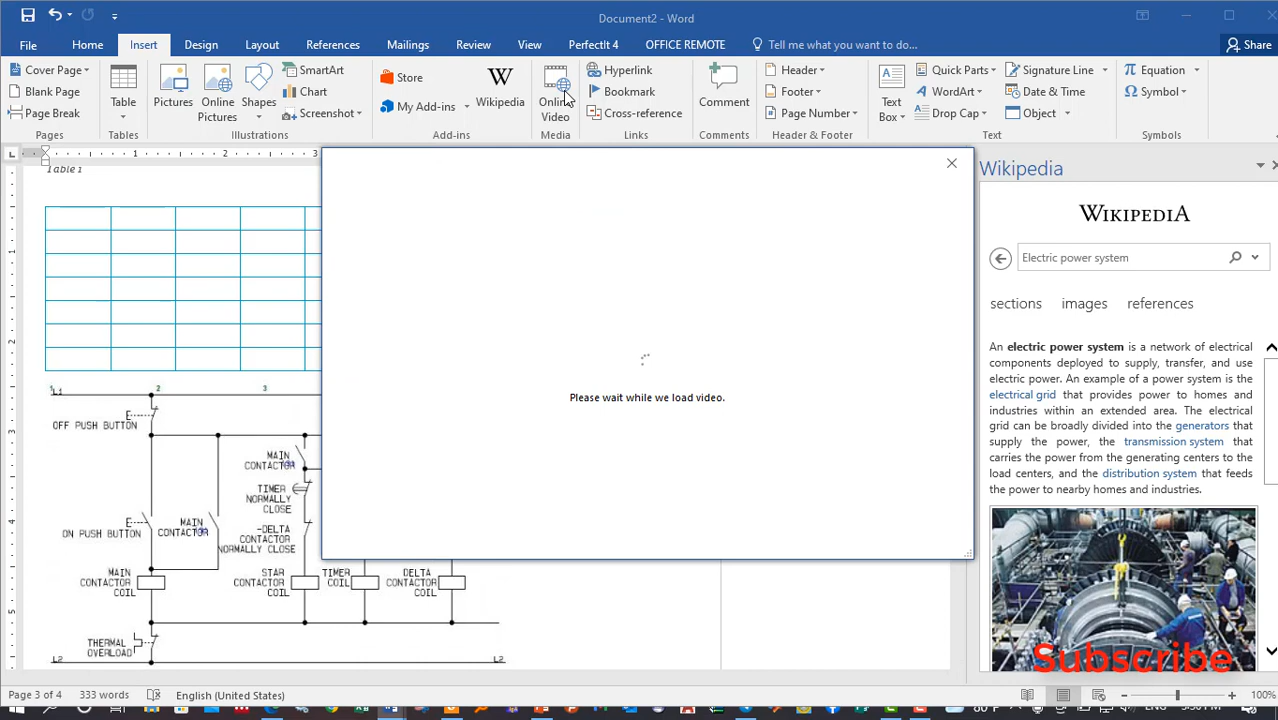 Document2 - Word
File Home Insert Design Layout References Mailings Review View PerfectIt 4 OFFICE REMOTE Tell me what you want to do... Share
Cover Page
Blank Page
Page Break
Pages
Table
Tables
Pictures
Online Pictures
Shapes
SmartArt
Chart
Screenshot
Illustrations
Store
My Add-ins
Wikipedia
Add-ins
Online Video
Media
Hyperlink
Bookmark
Cross-reference
Links
Comment
Comments
Header
Footer
Page Number
Header & Footer
Text Box
Quick Parts
WordArt
Drop Cap
Signature Line
Date & Time
Object
Text
Equation
Symbol
Symbols
1 2 3
Table 1
Please wait while we load video.
Wikipedia
WIKIPEDIA
Electric power system
sections images references
An electric power system is a network of electrical
components deployed to supply, transfer, and use
electric power. An example of a power system is the
electrical grid that provides power to homes and
industries within an extended area. The electrical
grid can be broadly divided into the generators that
supply the power, the transmission system that
carries the power from the generating centers to the
load centers, and the distribution system that feeds
the power to nearby homes and industries.
Subscribe
1 2 3
L1
OFF PUSH BUTTON
MAIN
CONTACTOR
TIMER
NORMALLY
CLOSE
ON PUSH BUTTON
MAIN
CONTACTOR
-DELTA
CONTACTOR
NORMALLY CLOSE
MAIN
CONTACTOR
COIL
STAR
CONTACTOR
COIL
TIMER
COIL
DELTA
CONTACTOR
COIL
THERMAL
OVERLOAD
L2 L2
Page 3 of 4 333 words English (United States) 100%